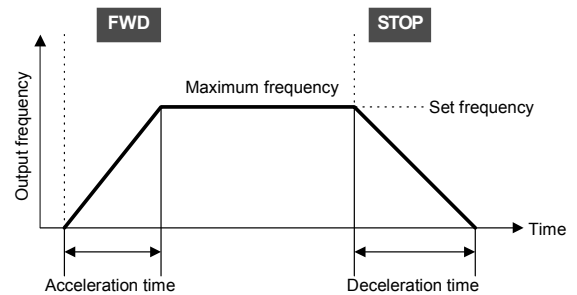 FWD
STOP
Output frequency
Maximum frequency
Set frequency
Time
Acceleration time
Deceleration time